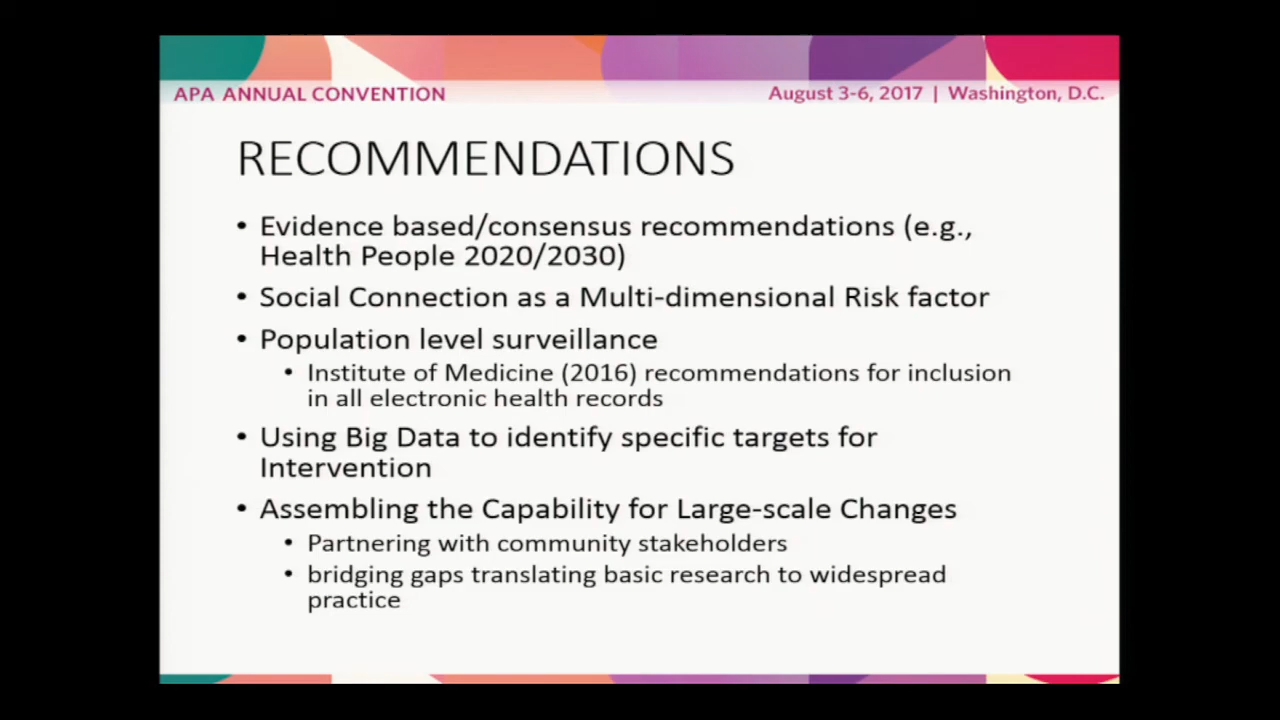 APA ANNUAL CONVENTION
August 3-6, 2017 | Washington, D.C.
RECOMMENDATIONS
• Evidence based/consensus recommendations (e.g.,
Health People 2020/2030)
• Social Connection as a Multi-dimensional Risk factor
• Population level surveillance
• Institute of Medicine (2016) recommendations for inclusion
in all electronic health records
• Using Big Data to identify specific targets for
Intervention
• Assembling the Capability for Large-scale Changes
• Partnering with community stakeholders
• bridging gaps translating basic research to widespread
practice